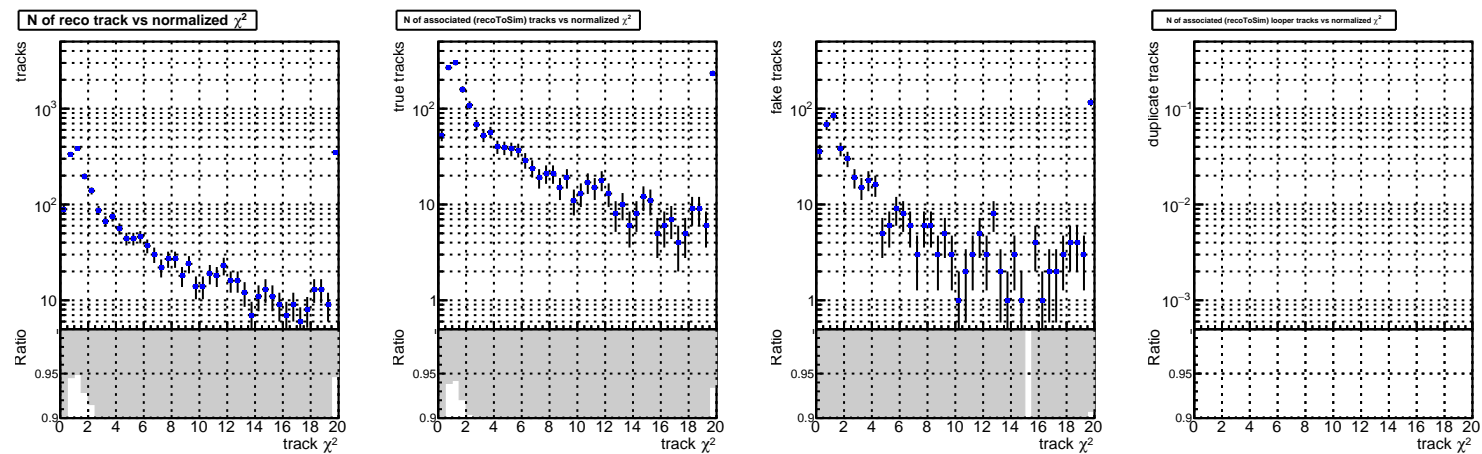 N of reco track vs normalized χ²
tracks
10³
10²
10
Ratio
1
0.95
0.9
0 2 4 6 8 10 12 14 16 18 20
track χ²
N of associated (recoToSim) tracks vs normalized χ²
true tracks
10²
10
1
Ratio
1
0.95
0.9
0 2 4 6 8 10 12 14 16 18 20
track χ²
fake tracks
10²
10
1
Ratio
1
0.95
0.9
0 2 4 6 8 10 12 14 16 18 20
track χ²
N of associated (recoToSim) looper tracks vs normalized χ²
duplicate tracks
10⁻¹
10⁻²
10⁻³
Ratio
1
0.95
0.9
0 2 4 6 8 10 12 14 16 18 20
track χ²